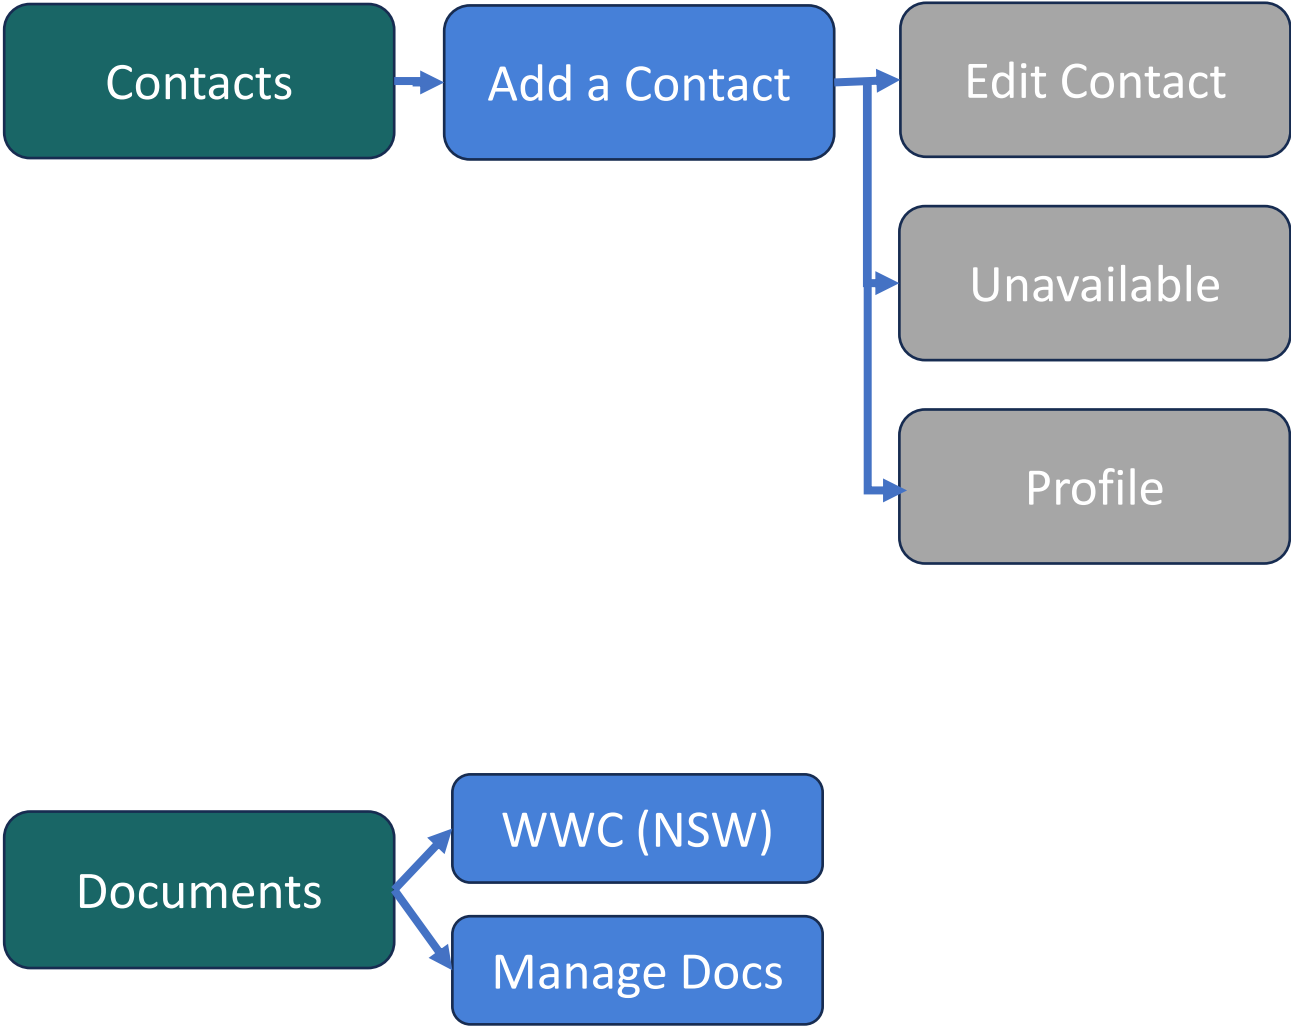 Contacts
Add a Contact
Edit Contact
Unavailable
Profile
Documents
WWC (NSW)
Manage Docs